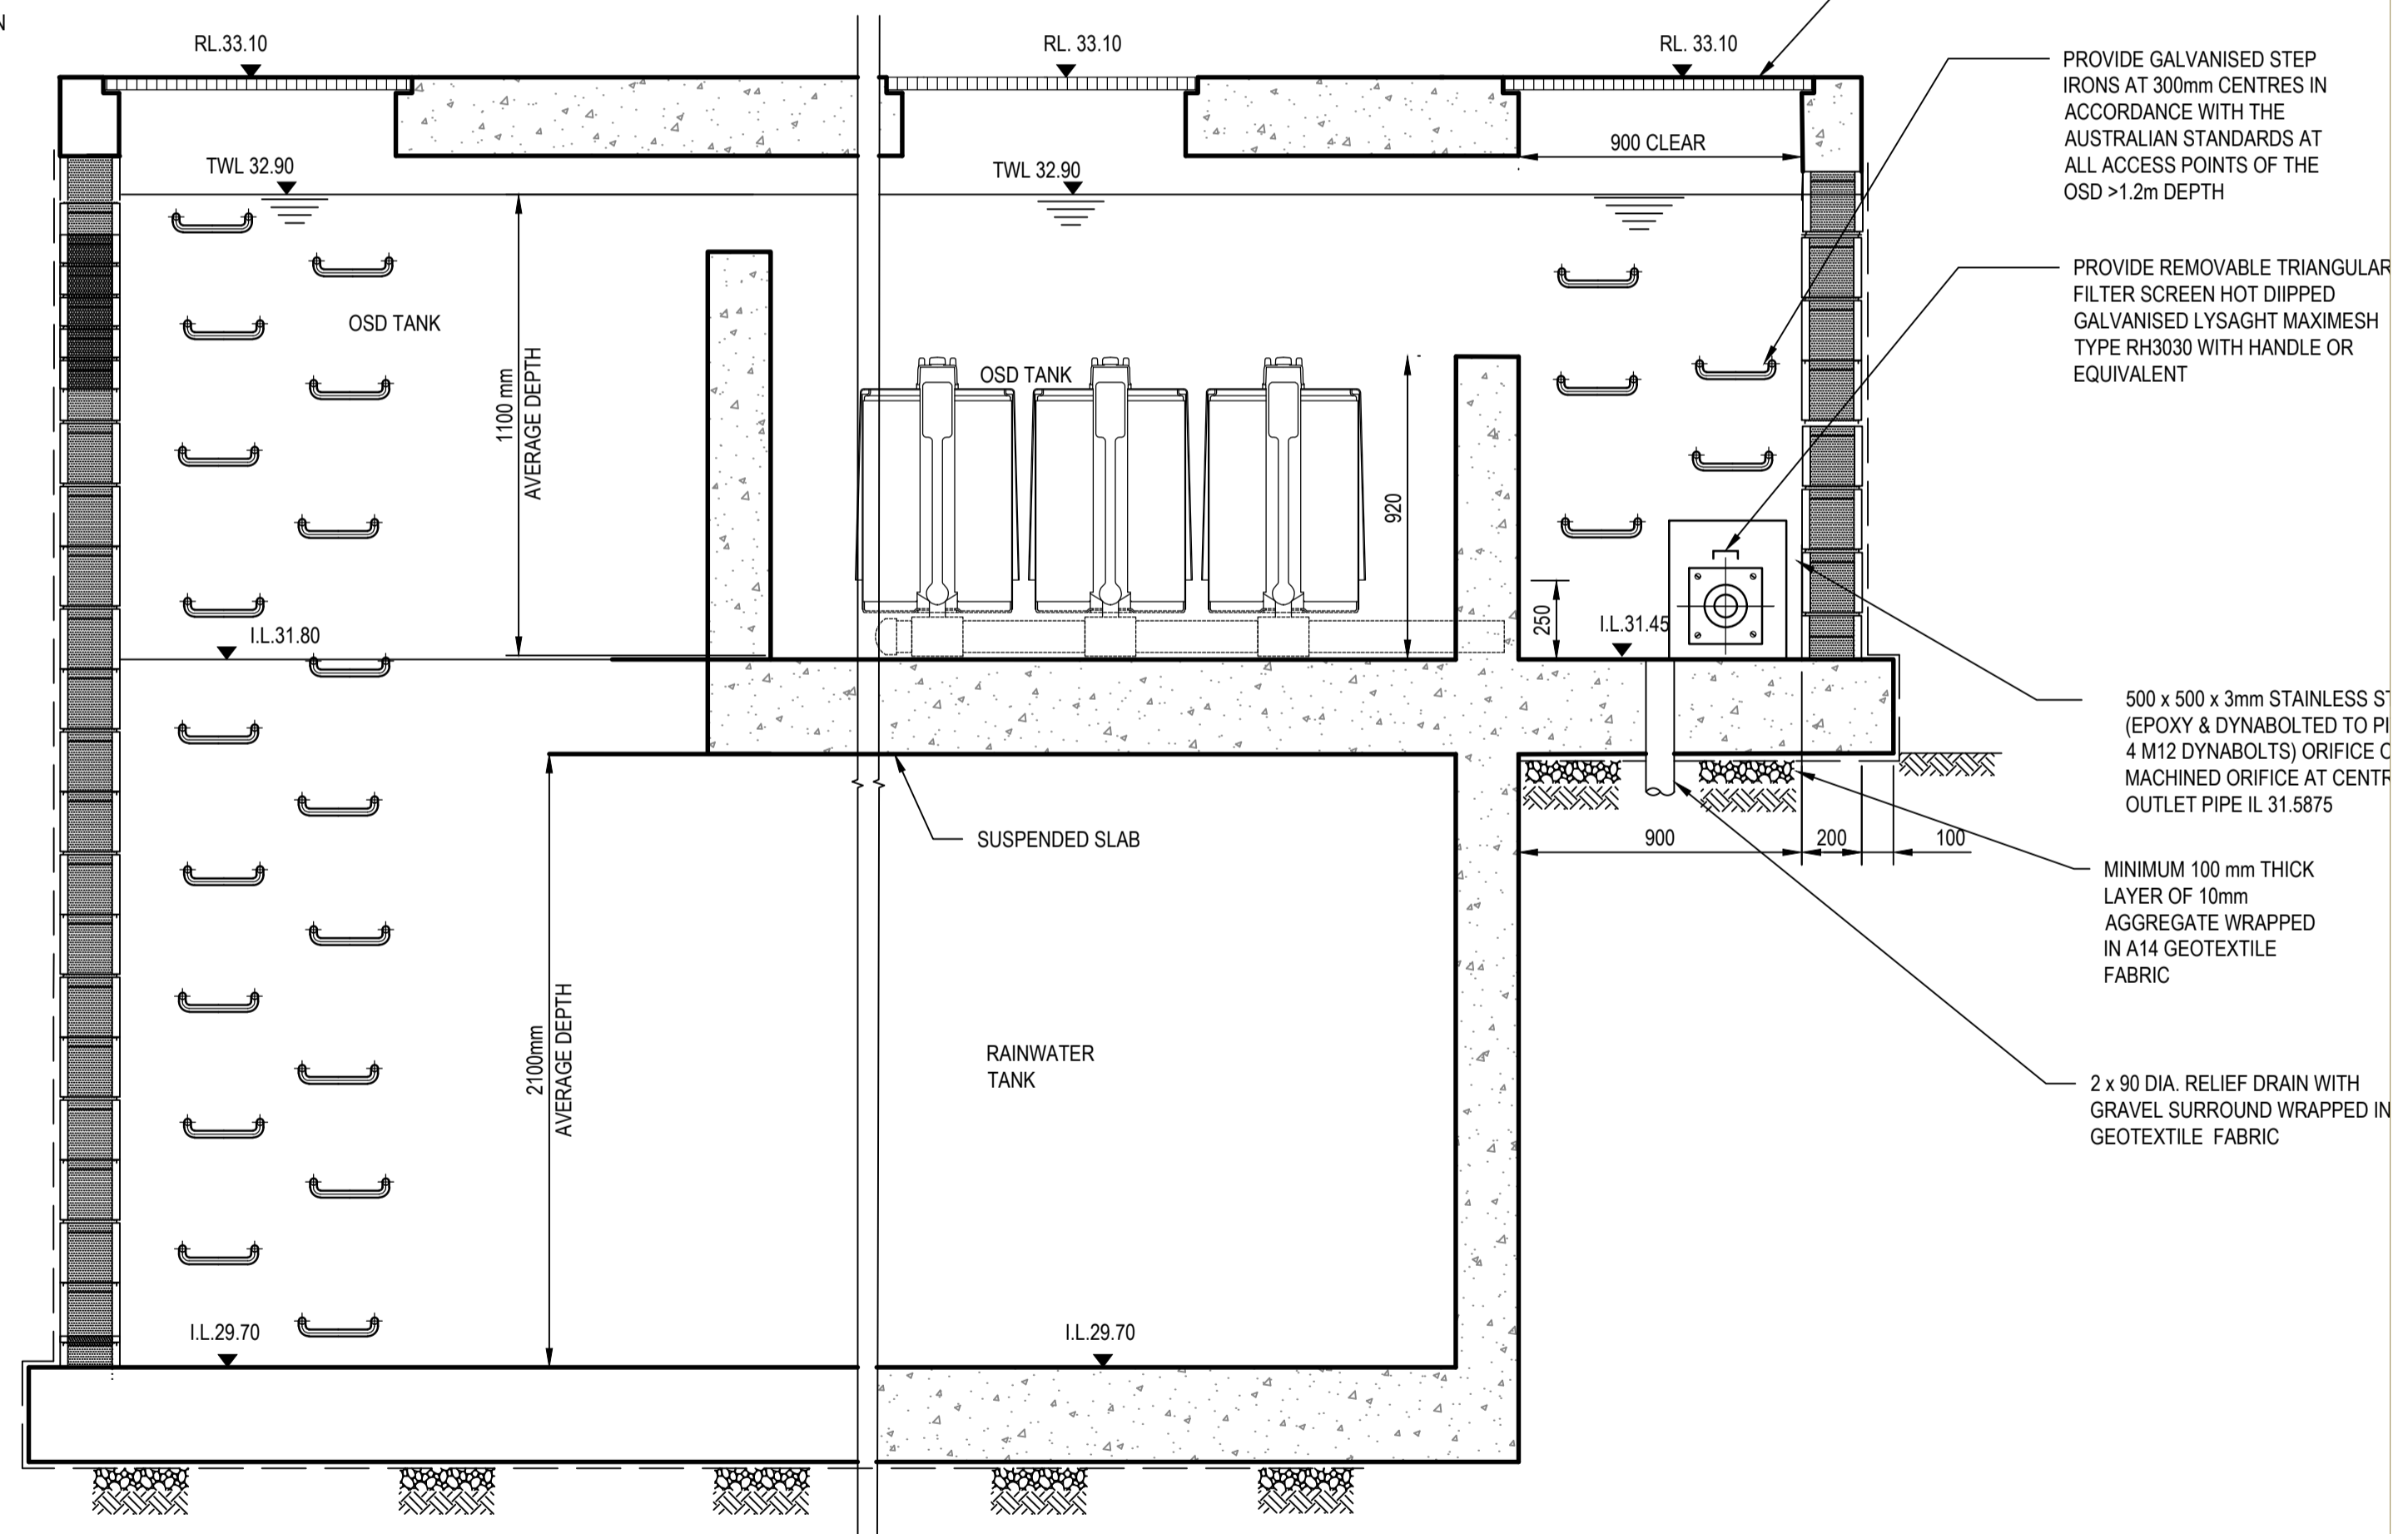 N
RL.33.10
RL. 33.10
RL. 33.10
PROVIDE GALVANISED STEP
IRONS AT 300mm CENTRES IN
ACCORDANCE WITH THE
AUSTRALIAN STANDARDS AT
ALL ACCESS POINTS OF THE
OSD >1.2m DEPTH
900 CLEAR
TWL 32.90
TWL 32.90
PROVIDE REMOVABLE TRIANGULAR
FILTER SCREEN HOT DIIPPED
GALVANISED LYSAGHT MAXIMESH
TYPE RH3030 WITH HANDLE OR
EQUIVALENT
OSD TANK
OSD TANK
1100 mm
AVERAGE DEPTH
920
250
I.L.31.80
I.L.31.45
500 x 500 x 3mm STAINLESS
(EPOXY & DYNABOLTED TO
4 M12 DYNABOLTS) ORIFICE
MACHINED ORIFICE AT
OUTLET PIPE IL 31.5875
SUSPENDED SLAB
900
200
100
MINIMUM 100 mm THICK
LAYER OF 10mm
AGGREGATE WRAPPED
IN A14 GEOTEXTILE
FABRIC
2100mm
AVERAGE DEPTH
RAINWATER
TANK
2 x 90 DIA. RELIEF DRAIN WITH
GRAVEL SURROUND WRAPPED IN
GEOTEXTILE FABRIC
I.L.29.70
I.L.29.70